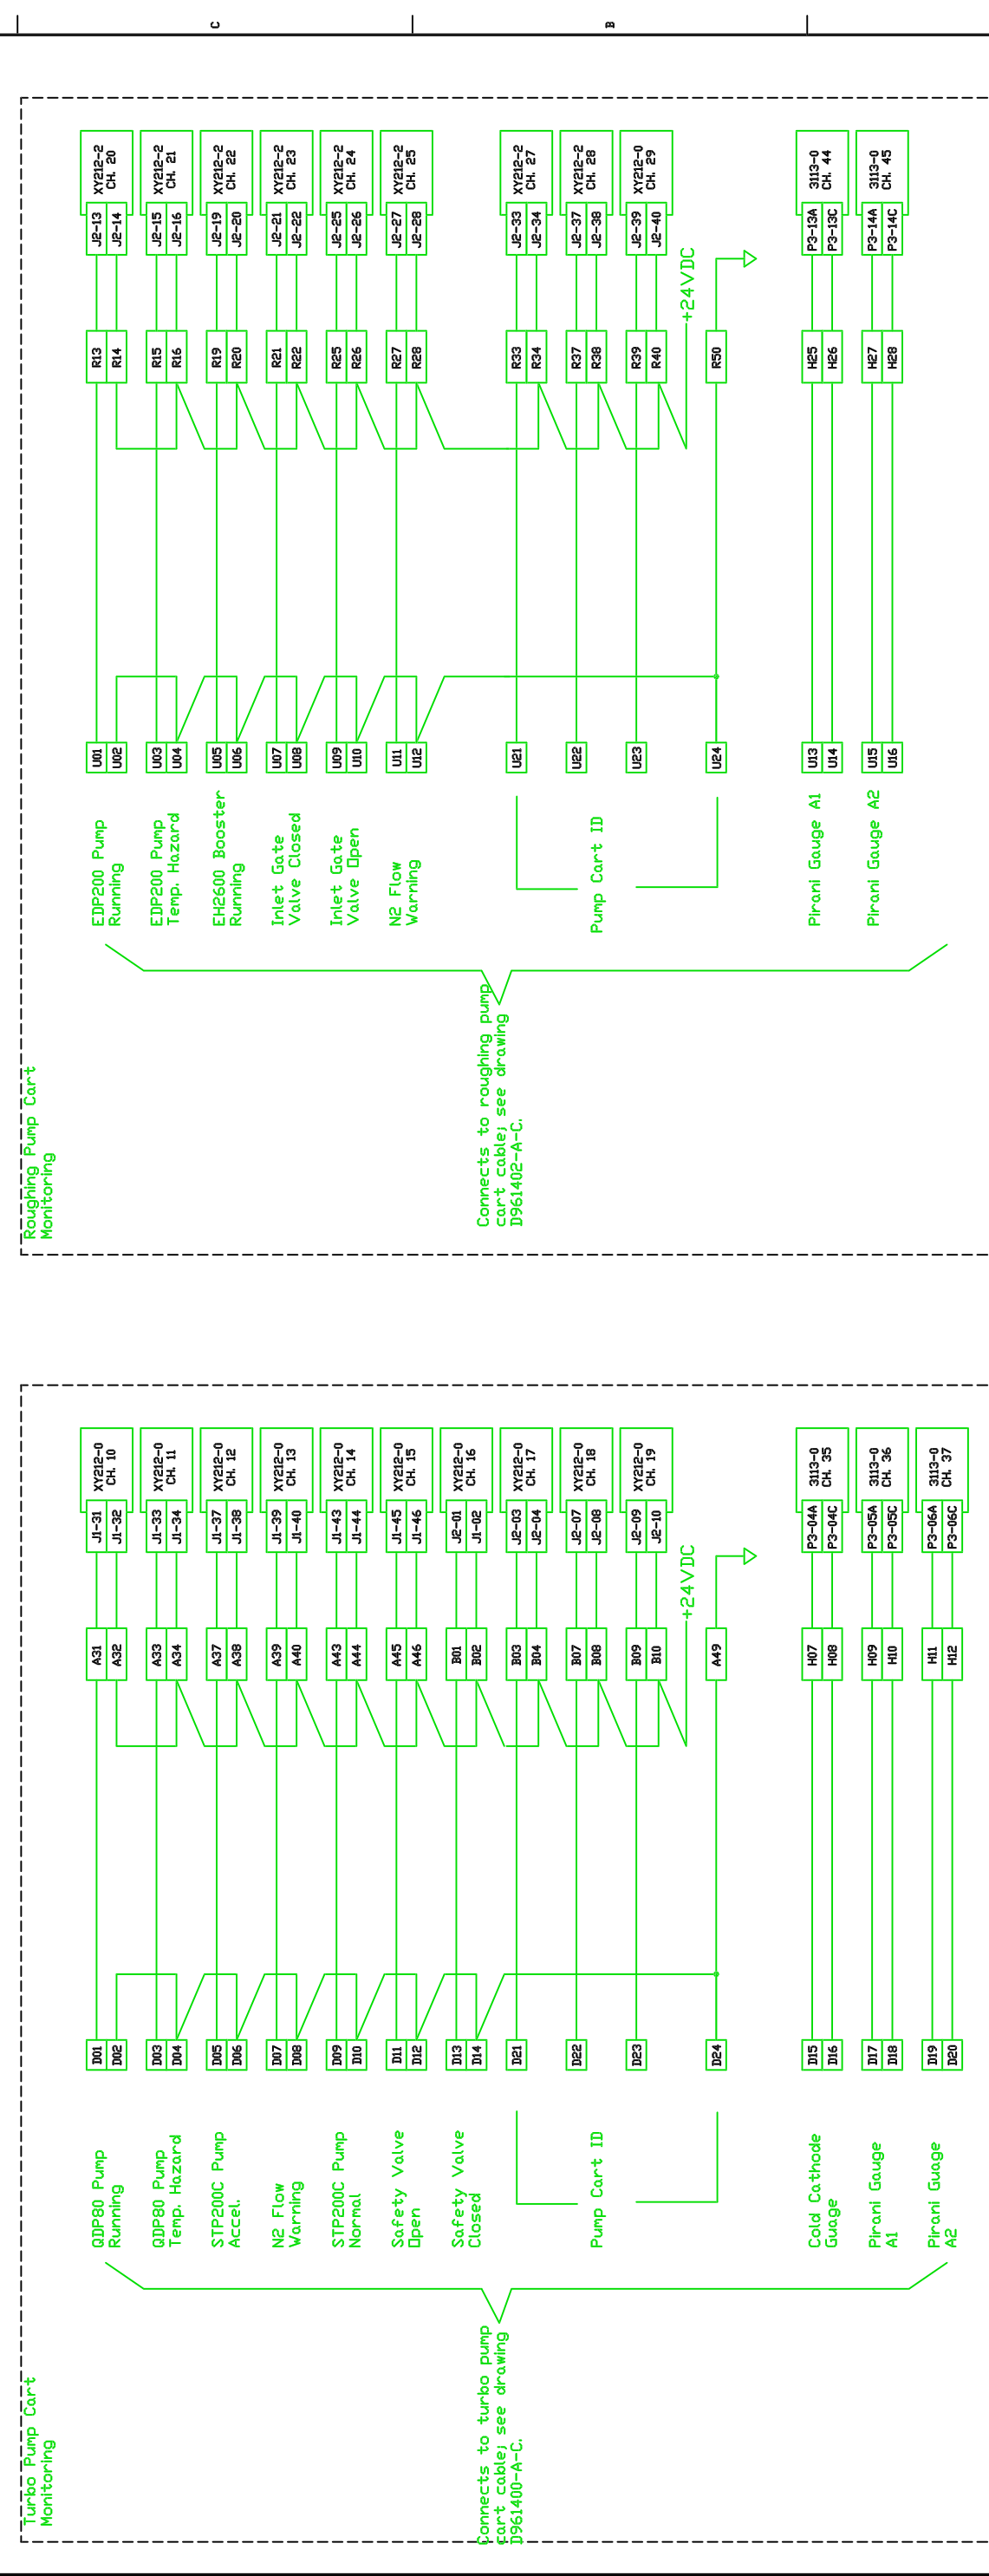 C
B
Turbo Pump Cart
Monitoring
QDP80 Pump
Running
D01
D02
A31
A32
J1-31
J1-32
XY212-0
CH. 10
QDP80 Pump
Temp. Hazard
D03
D04
A33
A34
J1-33
J1-34
XY212-0
CH. 11
STP200C Pump
Accel.
D05
D06
A37
A38
J1-37
J1-38
XY212-0
CH. 12
N2 Flow
Warning
D07
D08
A39
A40
J1-39
J1-40
XY212-0
CH. 13
STP200C Pump
Normal
D09
D10
A43
A44
J1-43
J1-44
XY212-0
CH. 14
Safety Valve
Open
D11
D12
A45
A46
J1-45
J1-46
XY212-0
CH. 15
Safety Valve
Closed
D13
D14
B01
B02
J2-01
J1-02
XY212-0
CH. 16
Pump Cart ID
D21
B03
B04
J2-03
J2-04
XY212-0
CH. 17
D22
B07
B08
J2-07
J2-08
XY212-0
CH. 18
D23
B09
B10
J2-09
J2-10
XY212-0
CH. 19
+24VDC
D24
A49
Cold Cathode
Guage
D15
D16
H07
H08
P3-04A
P3-04C
3113-0
CH. 35
Pirani Gauge
A1
D17
D18
H09
H10
P3-05A
P3-05C
3113-0
CH. 36
Pirani Guage
A2
D19
D20
H11
H12
P3-06A
P3-06C
3113-0
CH. 37
Connects to turbo pump
cart cable; see drawing
D961400-A-C.
Roughing Pump Cart
Monitoring
EDP200 Pump
Running
U01
U02
R13
R14
J2-13
J2-14
XY212-2
CH. 20
EDP200 Pump
Temp. Hazard
U03
U04
R15
R16
J2-15
J2-16
XY212-2
CH. 21
EH2600 Booster
Running
U05
U06
R19
R20
J2-19
J2-20
XY212-2
CH. 22
Inlet Gate
Valve Closed
U07
U08
R21
R22
J2-21
J2-22
XY212-2
CH. 23
Inlet Gate
Valve Open
U09
U10
R25
R26
J2-25
J2-26
XY212-2
CH. 24
N2 Flow
Warning
U11
U12
R27
R28
J2-27
J2-28
XY212-2
CH. 25
Pump Cart ID
U21
R33
R34
J2-33
J2-34
XY212-2
CH. 27
U22
R37
R38
J2-37
J2-38
XY212-2
CH. 28
U23
R39
R40
J2-39
J2-40
XY212-0
CH. 29
+24VDC
U24
R50
Pirani Gauge A1
U13
U14
H25
H26
P3-13A
P3-13C
3113-0
CH. 44
Pirani Gauge A2
U15
U16
H27
H28
P3-14A
P3-14C
3113-0
CH. 45
Connects to roughing pump
cart cable; see drawing
D961402-A-C.